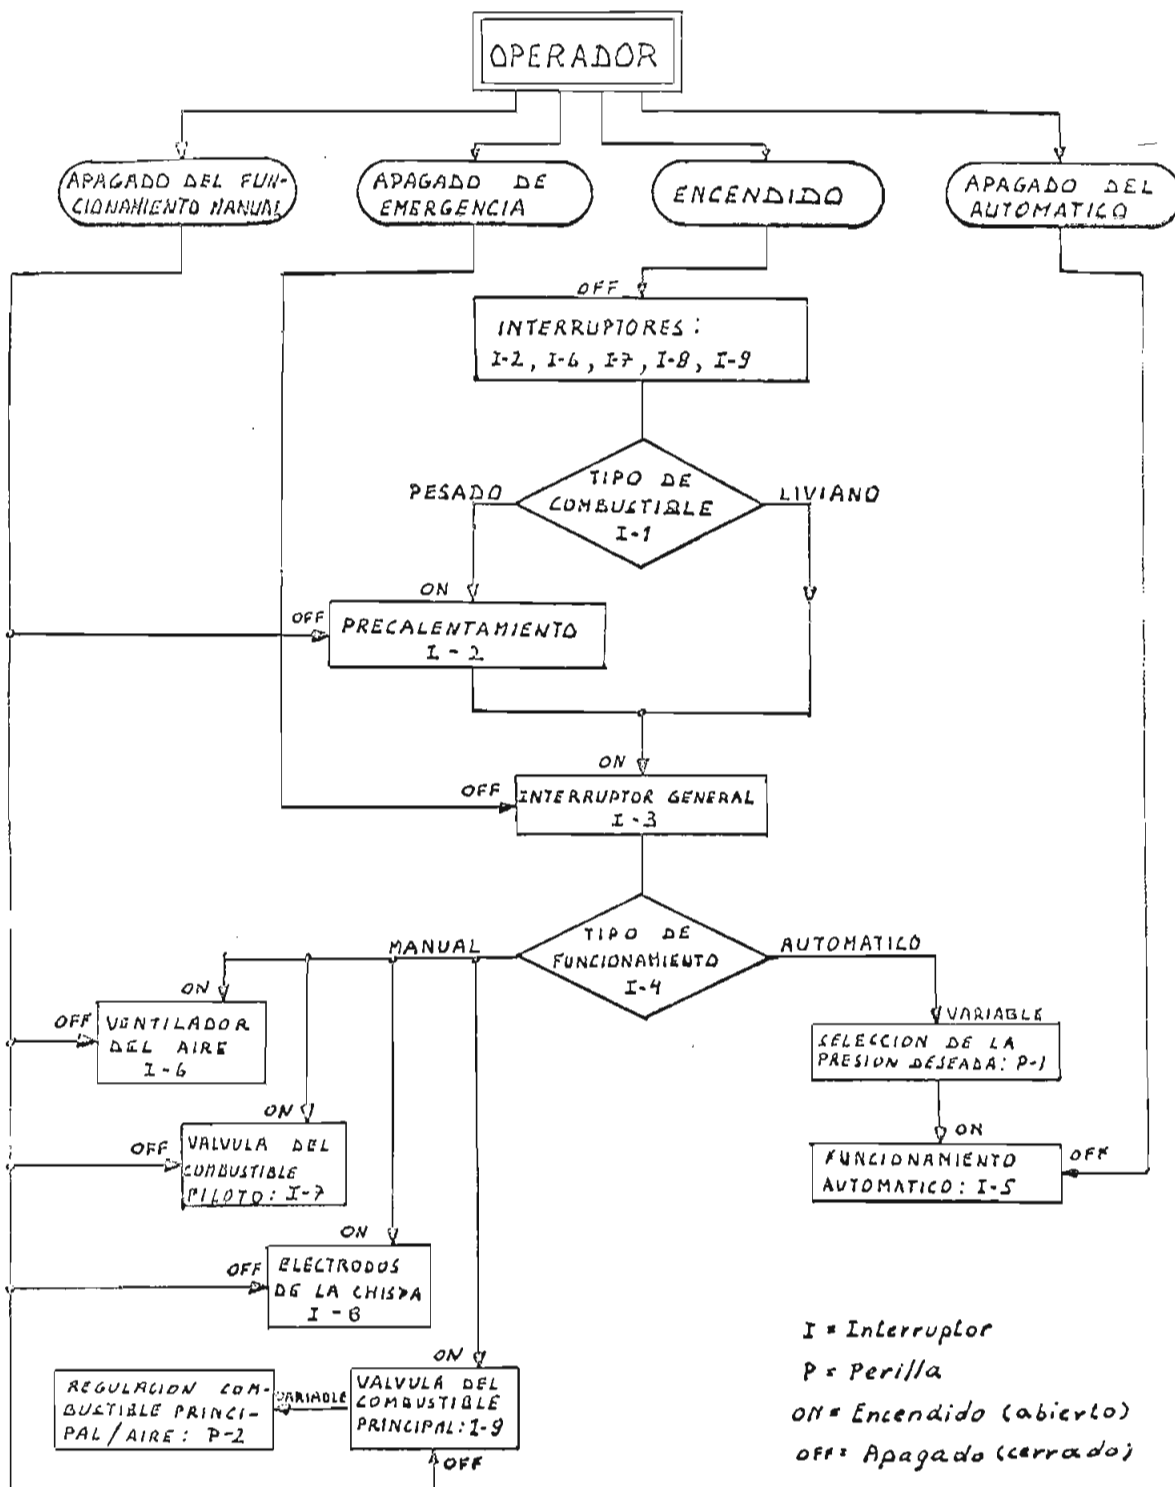 OPERADOR
APAGADO DEL FUN-
CIONAMIENTO MANUAL
APAGADO DE
EMERGENCIA
ENCENDIDO
APAGADO DEL
AUTOMATICO
OFF
INTERRUPTORES:
I-2, I-6, I-7, I-8, I-9
TIPO DE
COMBUSTIBLE
I-1
PESADO
LIVIANO
ON
OFF
PRECALENTAMIENTO
I-2
ON
OFF
INTERRUPTOR GENERAL
I-3
TIPO DE
FUNCIONAMIENTO
I-4
MANUAL
AUTOMATICO
ON
OFF
VENTILADOR
DEL AIRE
I-6
VARIABLE
SELECCION DE LA
PRESION DESEADA: P-1
ON
OFF
VALVULA DEL
COMBUSTIBLE
PILOTO: I-7
ON
OFF
FUNCIONAMIENTO
AUTOMATICO: I-5
ON
OFF
ELECTRODOS
DE LA CHISPA
I-8
ON
VALVULA DEL
COMBUSTIBLE
PRINCIPAL: I-9
OFF
VARIABLE
REGULACION COM-
BUSTIBLE PRINCI-
PAL/AIRE: P-2
I = Interruptor
P = Perilla
ON = Encendido (abierto)
OFF = Apagado (cerrado)